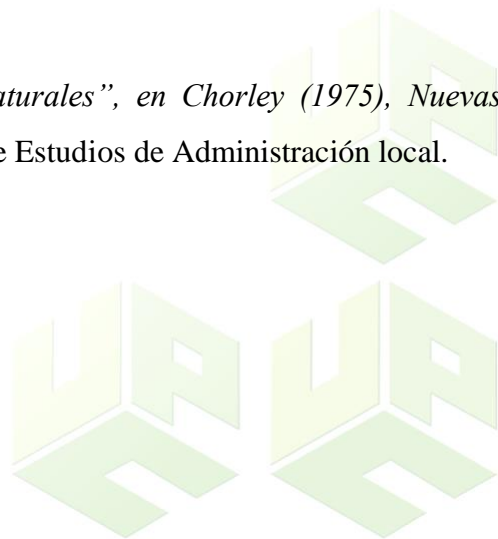 aturales”, en Chorley (1975), Nuevas
e Estudios de Administración local.